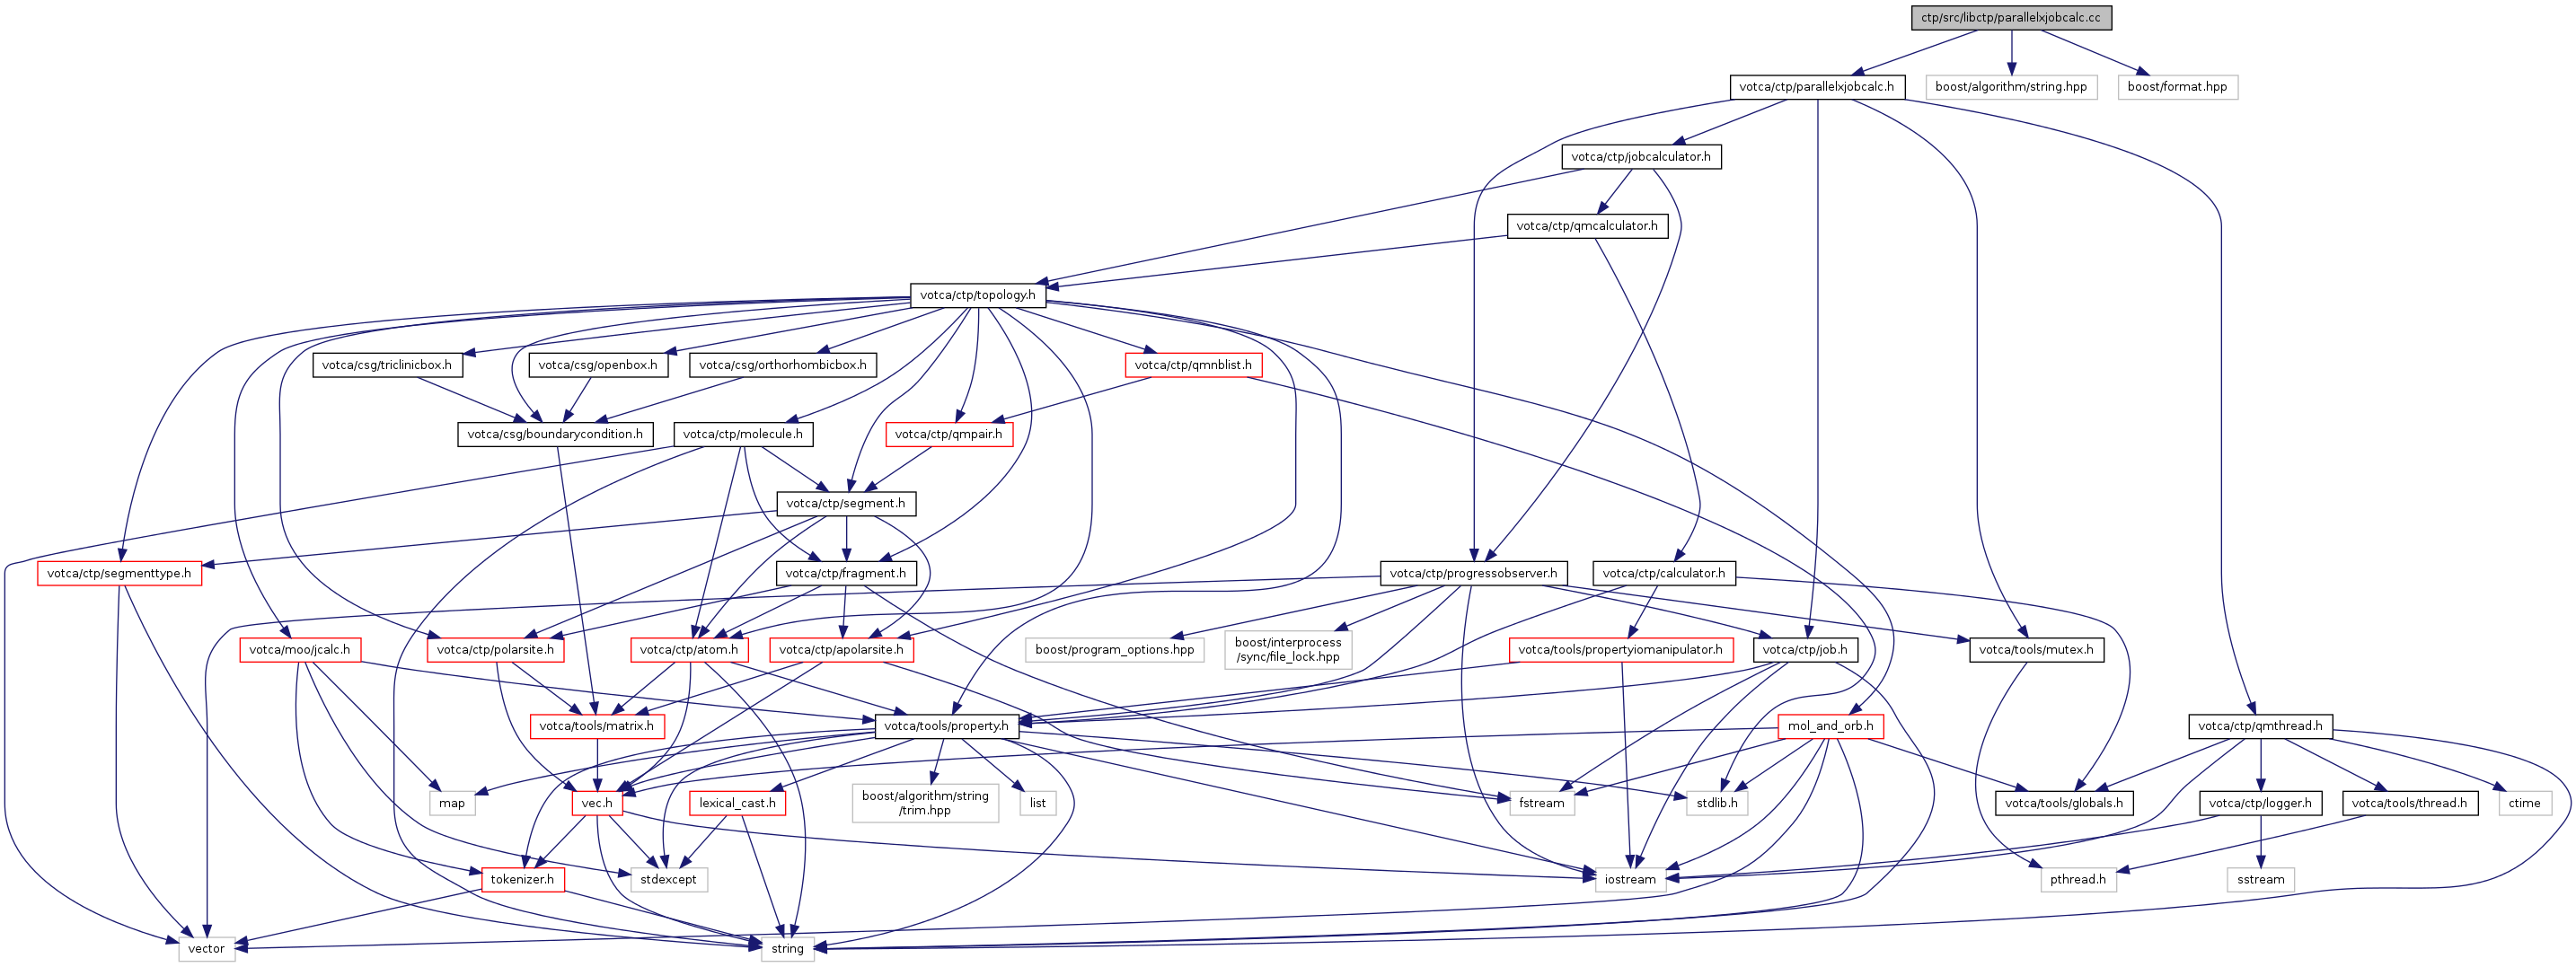 ctp/src/libctp/parallelxjobcalc.cc
votca/ctp/parallelxjobcalc.h
boost/algorithm/string.hpp
boost/format.hpp
votca/ctp/jobcalculator.h
votca/ctp/qmcalculator.h
votca/ctp/topology.h
votca/csg/triclinicbox.h
votca/csg/openbox.h
votca/csg/orthorhombicbox.h
votca/ctp/qmnblist.h
votca/csg/boundarycondition.h
votca/ctp/molecule.h
votca/ctp/qmpair.h
votca/ctp/segment.h
votca/ctp/segmenttype.h
votca/ctp/fragment.h
votca/ctp/progressobserver.h
votca/ctp/calculator.h
votca/moo/jcalc.h
votca/ctp/polarsite.h
votca/ctp/atom.h
votca/ctp/apolarsite.h
boost/program_options.hpp
boost/interprocess
/sync/file_lock.hpp
votca/tools/propertyiomanipulator.h
votca/ctp/job.h
votca/tools/mutex.h
votca/tools/matrix.h
votca/tools/property.h
mol_and_orb.h
votca/ctp/qmthread.h
map
vec.h
lexical_cast.h
boost/algorithm/string
/trim.hpp
list
fstream
stdlib.h
votca/tools/globals.h
votca/ctp/logger.h
votca/tools/thread.h
ctime
tokenizer.h
stdexcept
iostream
pthread.h
sstream
vector
string